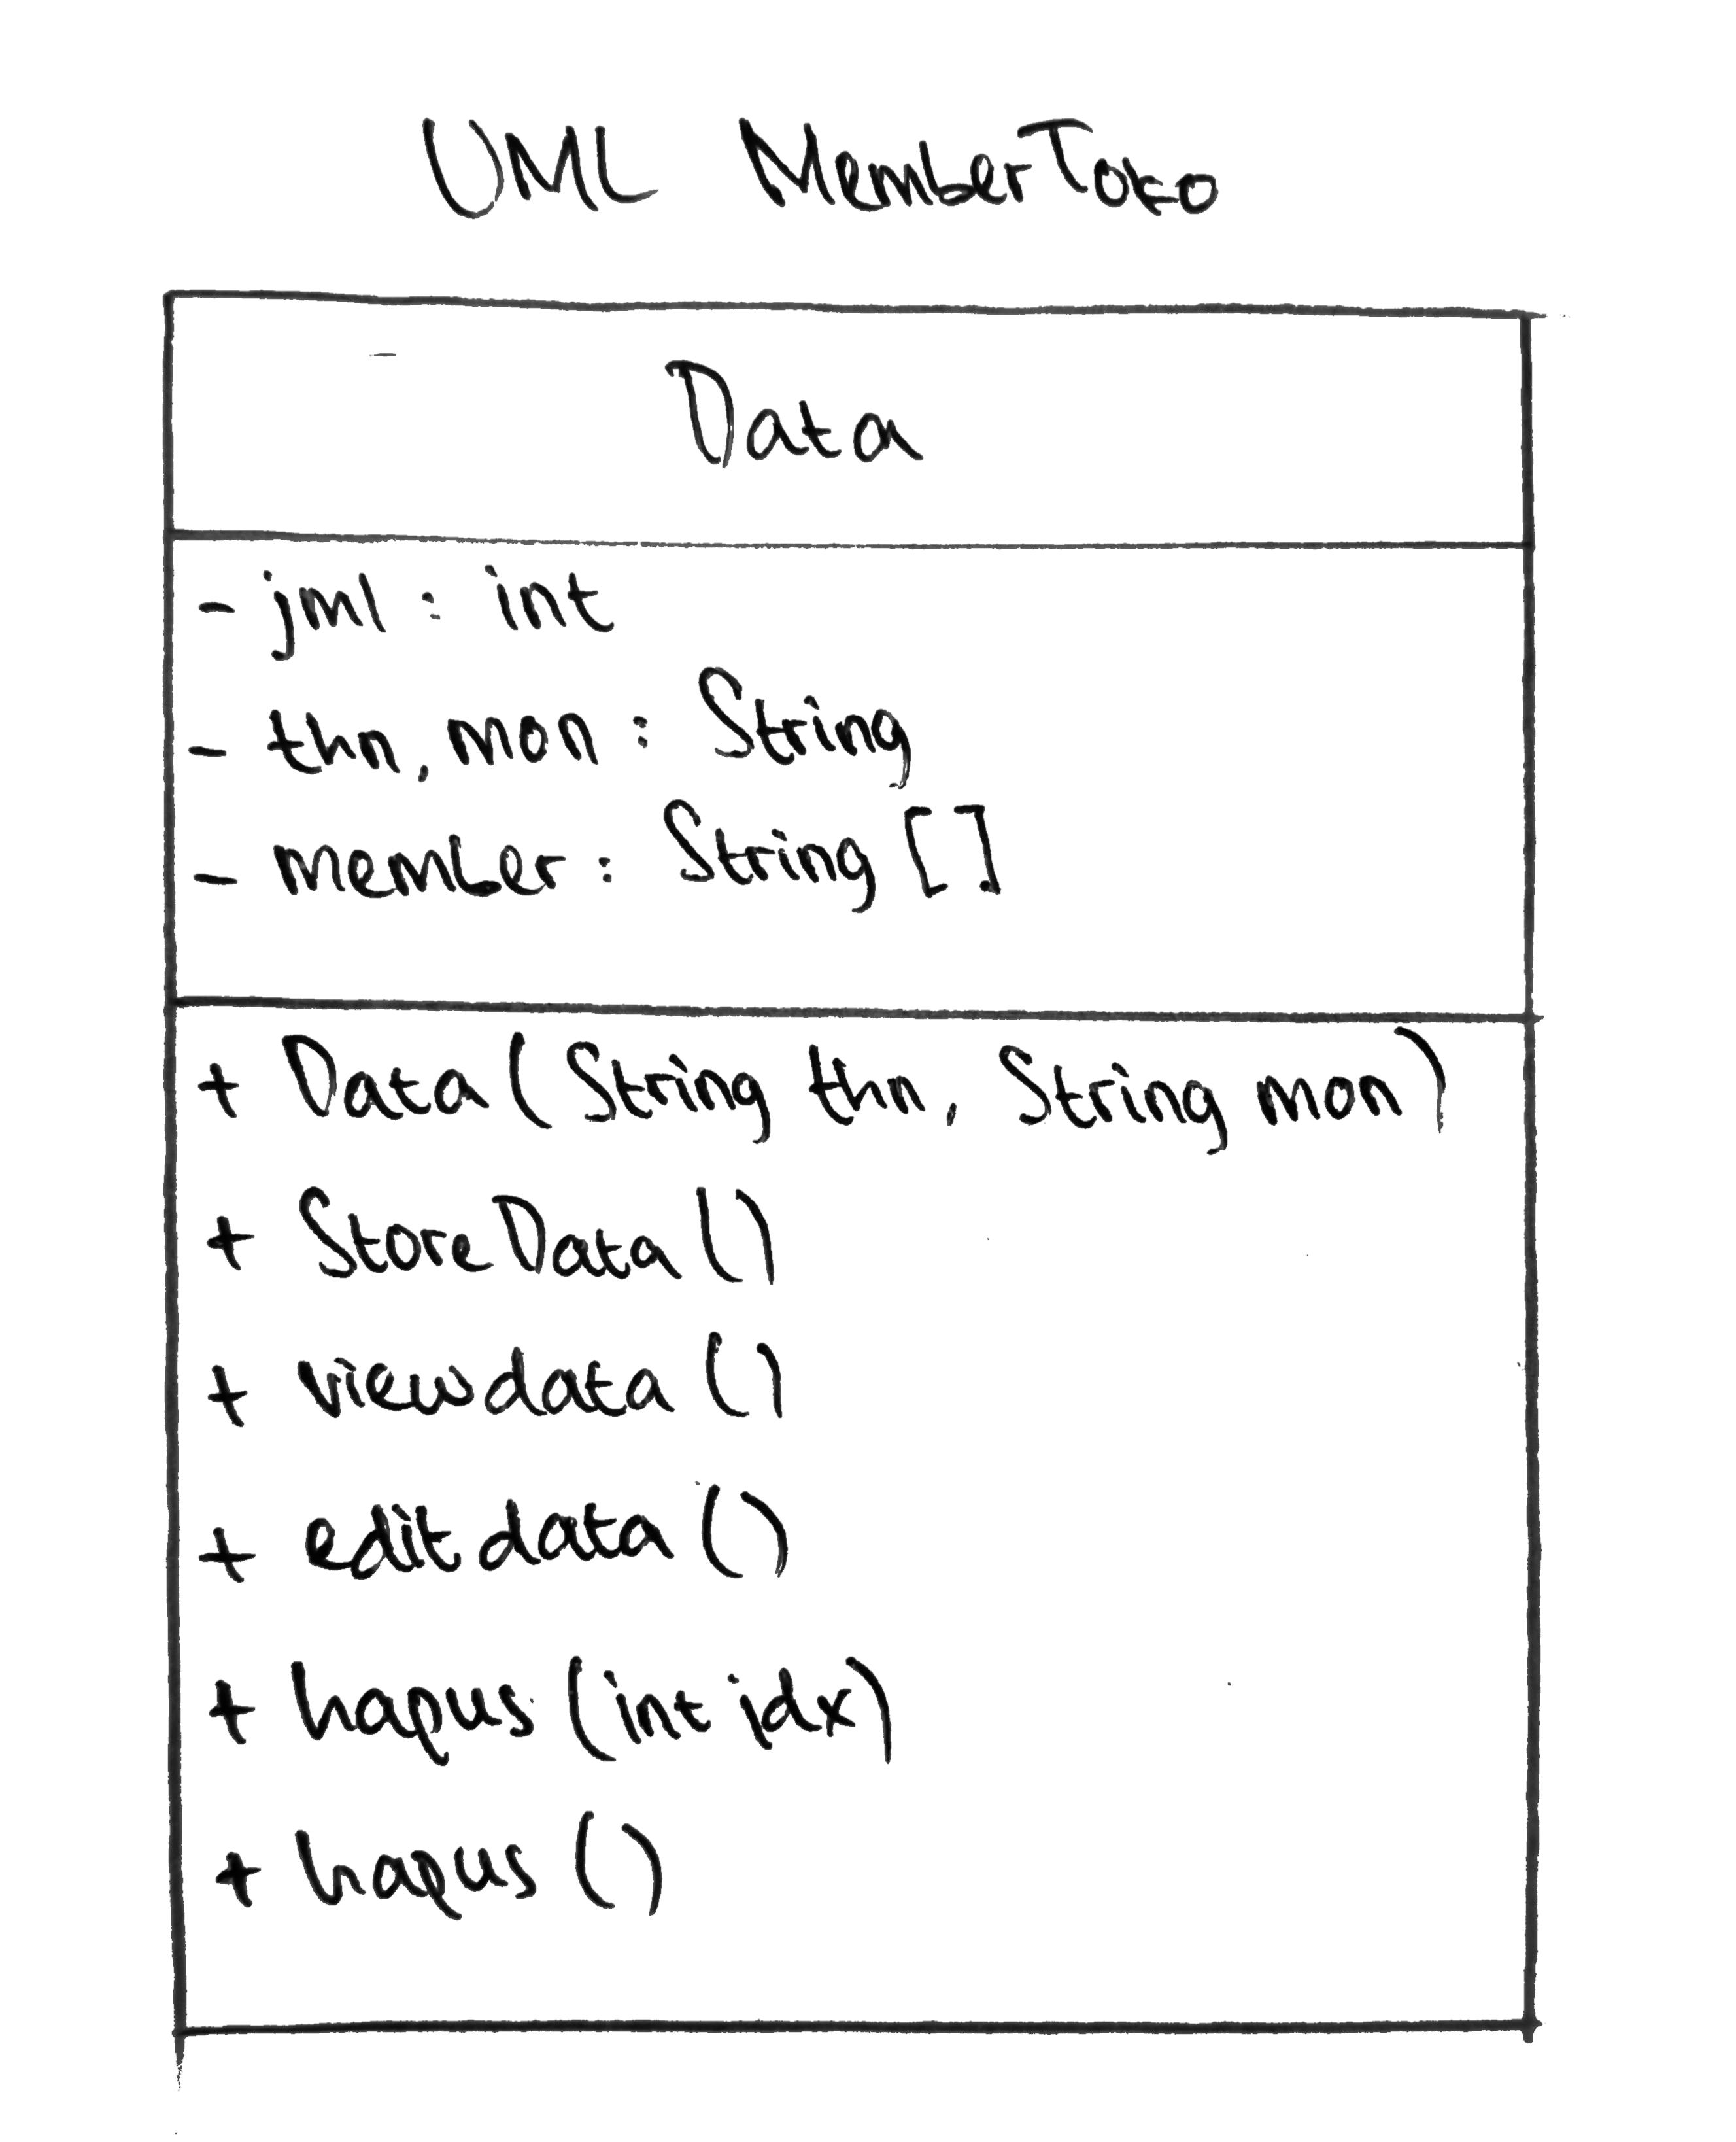 UML MemberToko
Data
- jml : int
- thn, mon : String
- member : String []
+ Data (String thn, String mon)
+ StoreData ()
+ viewdata ()
+ editdata ()
+ hapus (int idx)
+ hapus ()